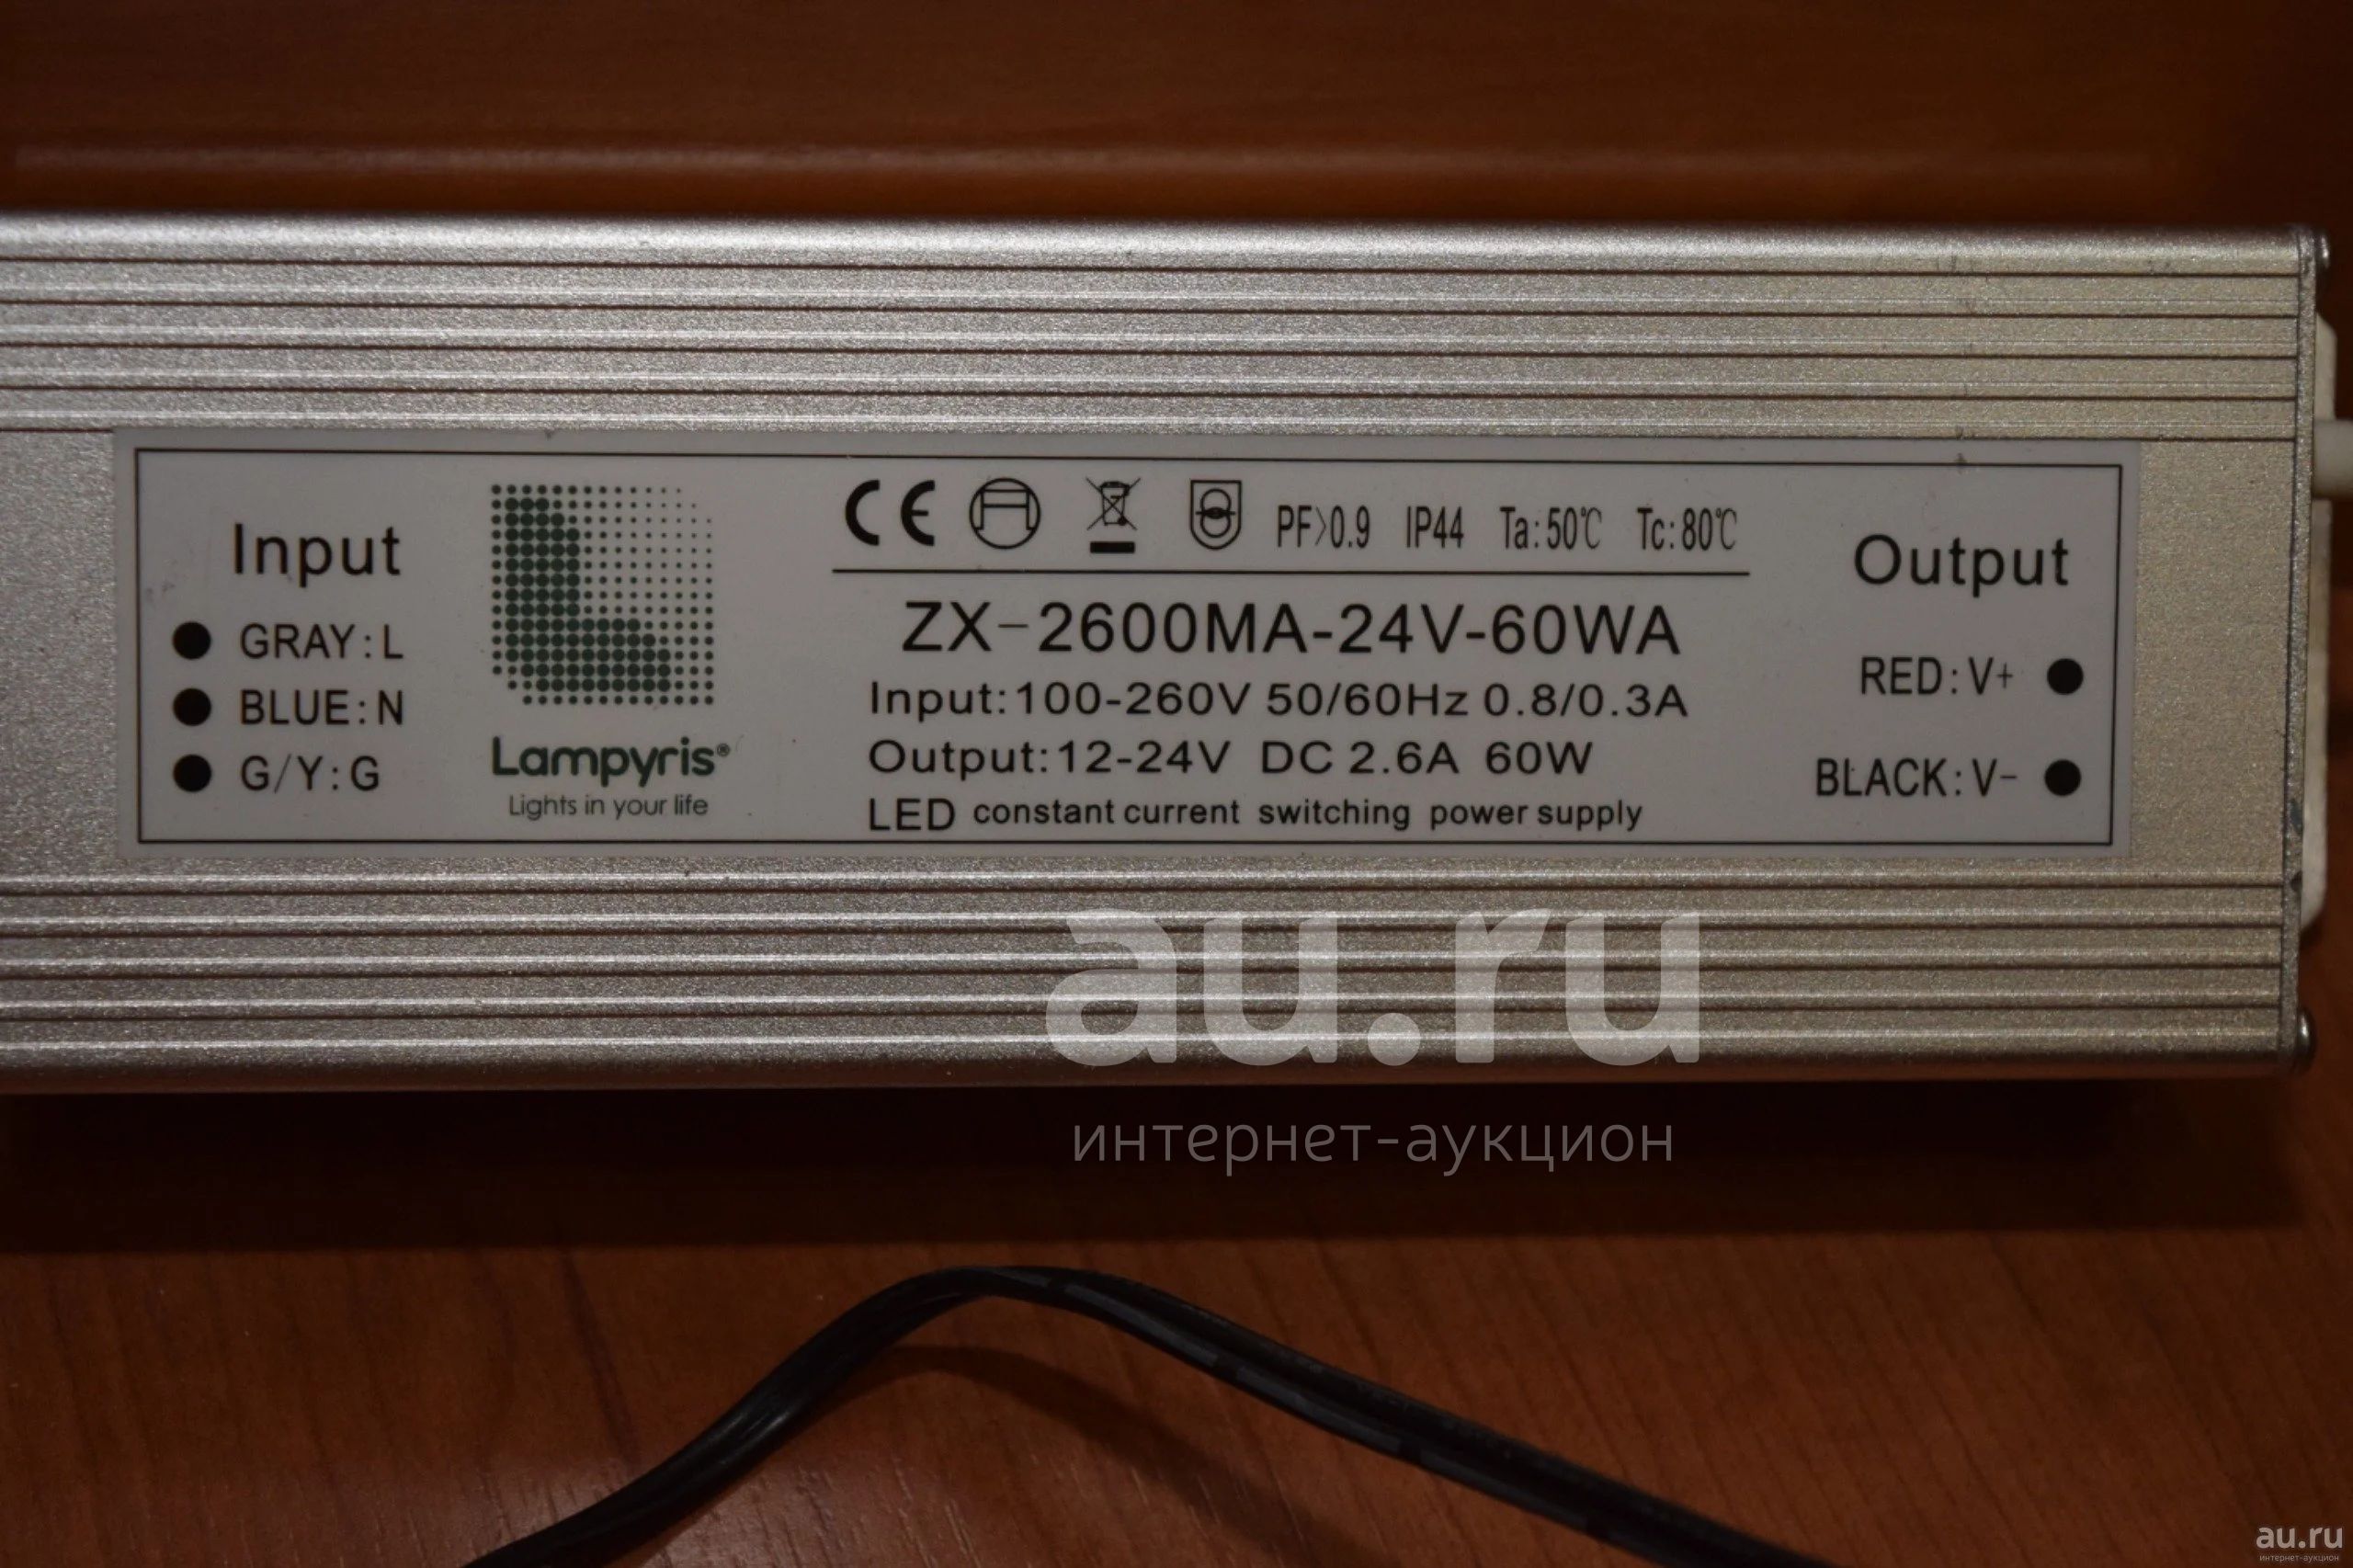 Input
GRAY:L
BLUE:N
G/Y:G
Lampyris®
Lights in your life
CE PF>0.9 IP44 Ta:50℃ Tc:80℃
ZX-2600MA-24V-60WA
Input:100-260V 50/60Hz 0.8/0.3A
Output:12-24V DC 2.6A 60W
LED constant current switching power supply
Output
RED:V+
BLACK:V-
au.ru
интернет-аукцион
au.ru
интернет-аукцион